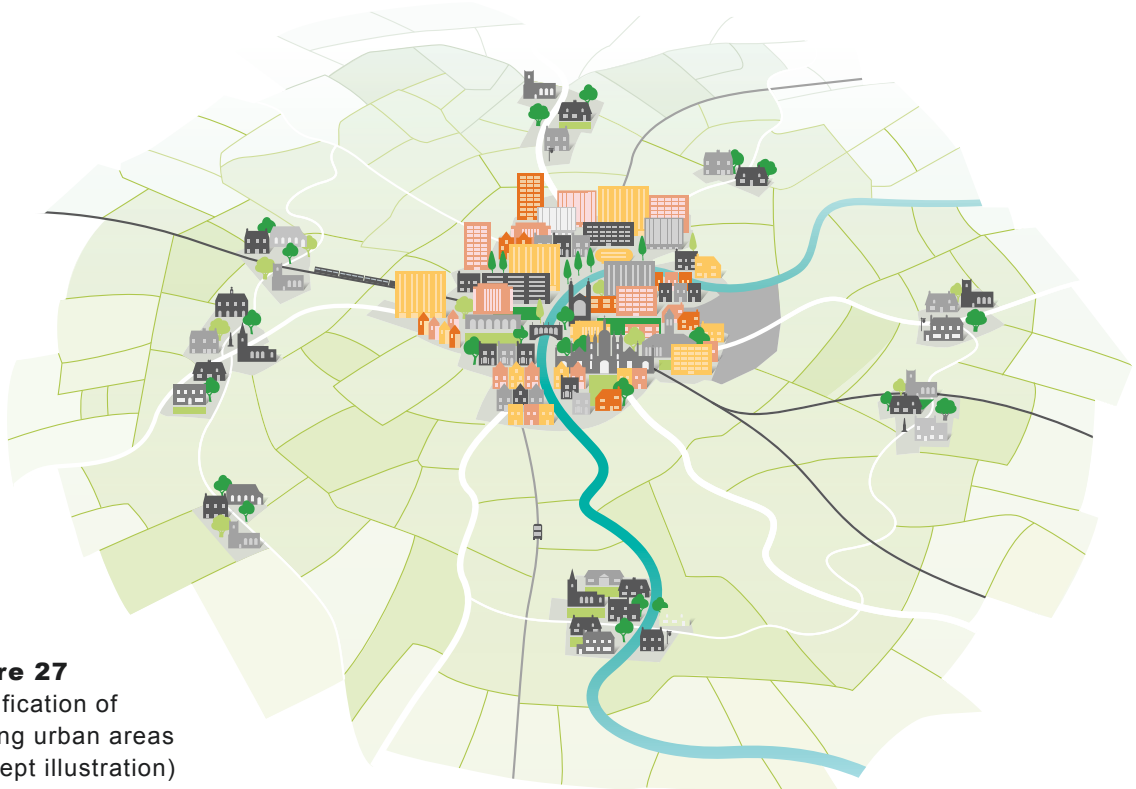 re 27
fication of
ng urban areas
ept illustration)